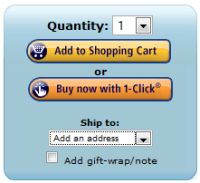 Quantity: 1
Add to Shopping Cart
or
Buy now with 1-Click®
Ship to:
Add an address
Add gift-wrap/note